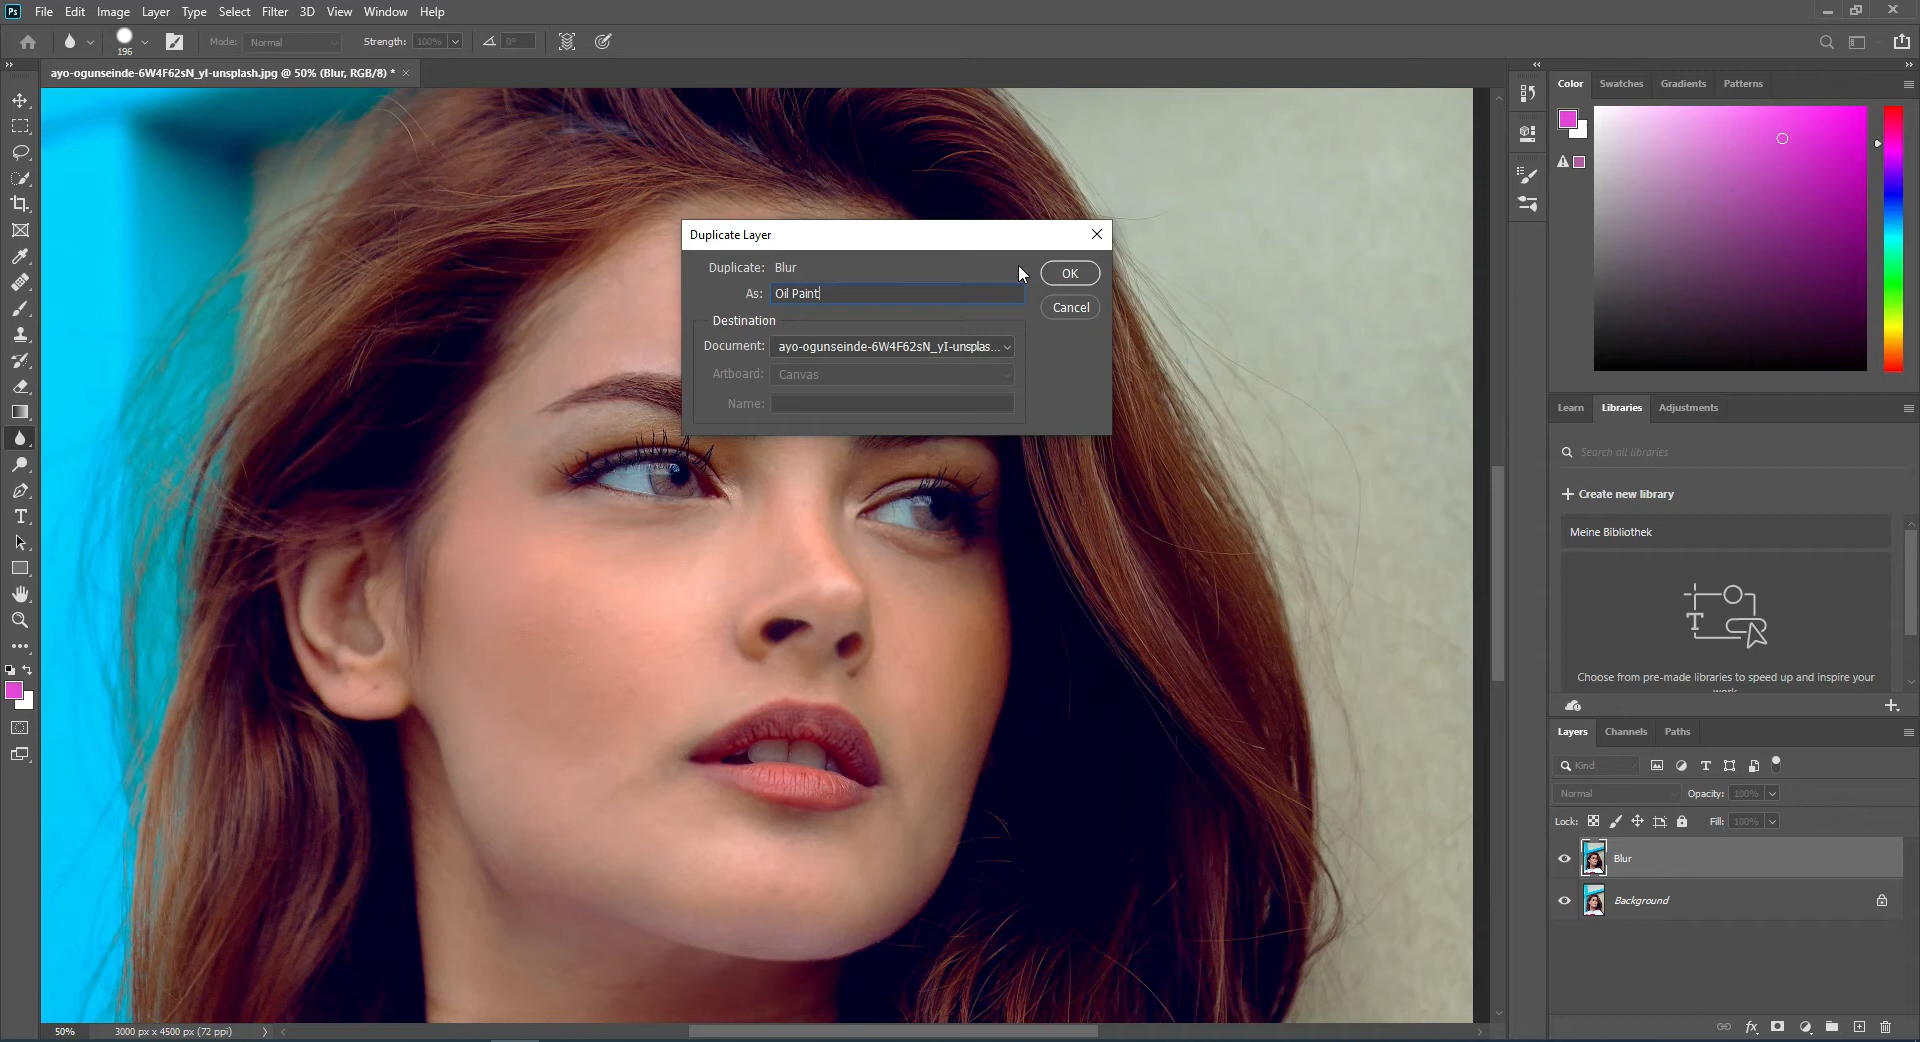 Ps File Edit Image Layer Type Select Filter 3D View Window Help
196 Mode: Normal Strength: 100% 0°
ayo-ogunseinde-6W4F62sN_yI-unsplash.jpg @ 50% (Blur, RGB/8) * ×
Color Swatches Gradients Patterns
Duplicate Layer
Duplicate: Blur
OK
As: Oil Paint
Cancel
Destination
Document: ayo-ogunseinde-6W4F62sN_yI-unsplas...
Artboard: Canvas
Name:
Learn Libraries Adjustments
Search all libraries
Create new library
Meine Bibliothek
Choose from pre-made libraries to speed up and inspire your
work
Layers Channels Paths
Kind
Normal Opacity: 100%
Lock: Fill: 100%
Blur
Background
50% 3000 px x 4500 px (72 ppi)